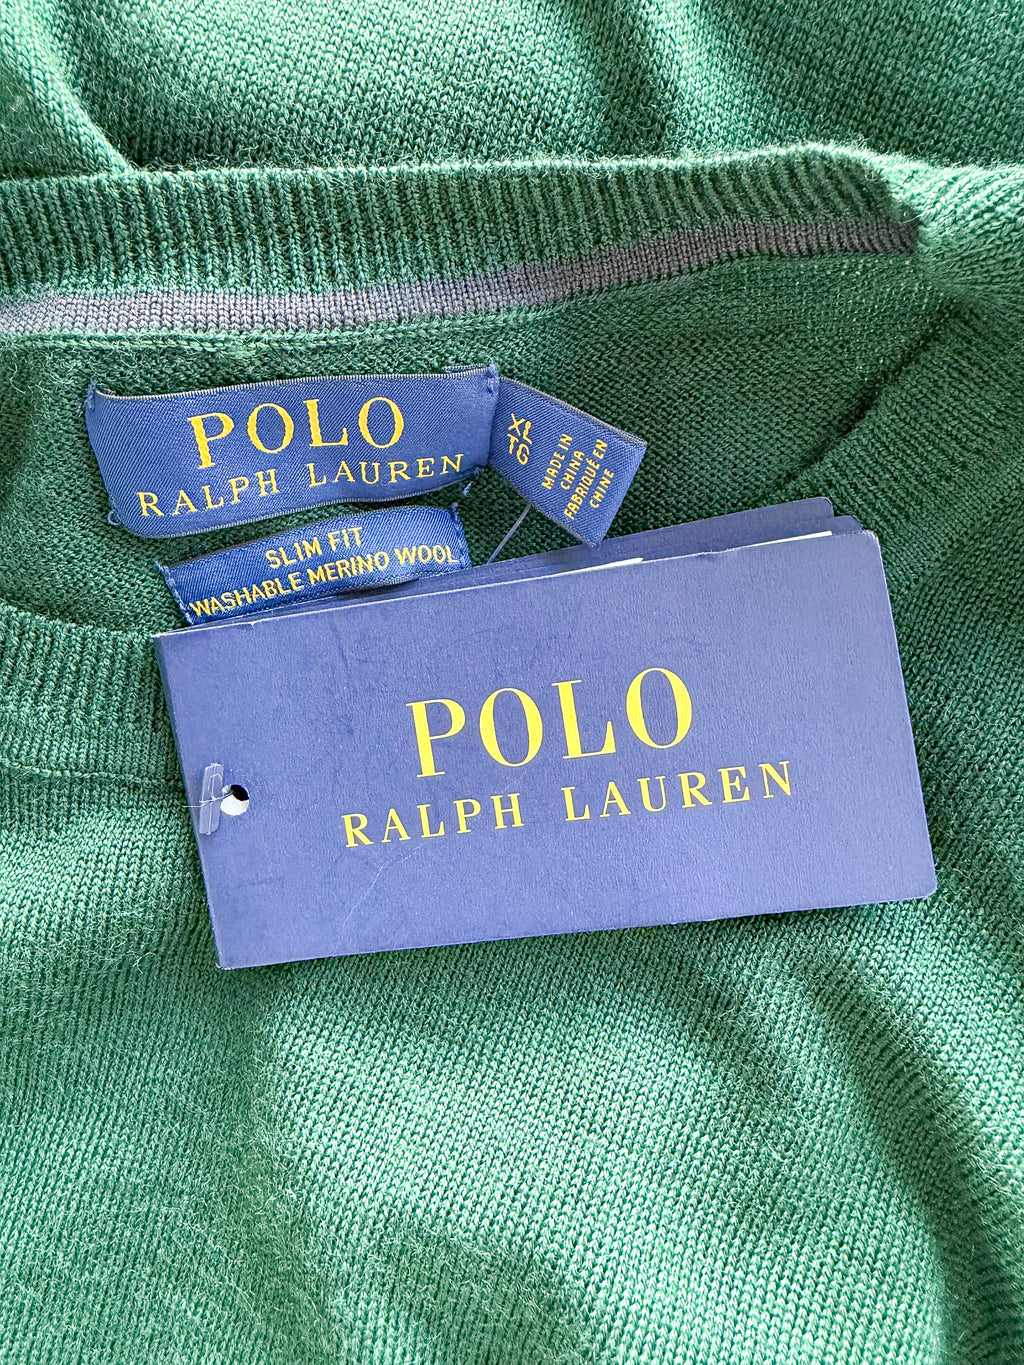 POLO
RALPH LAUREN
XL
TG
MADE IN
CHINA
FABRIQUÉ EN
CHINE
SLIM FIT
WASHABLE MERINO WOOL
POLO
RALPH LAUREN